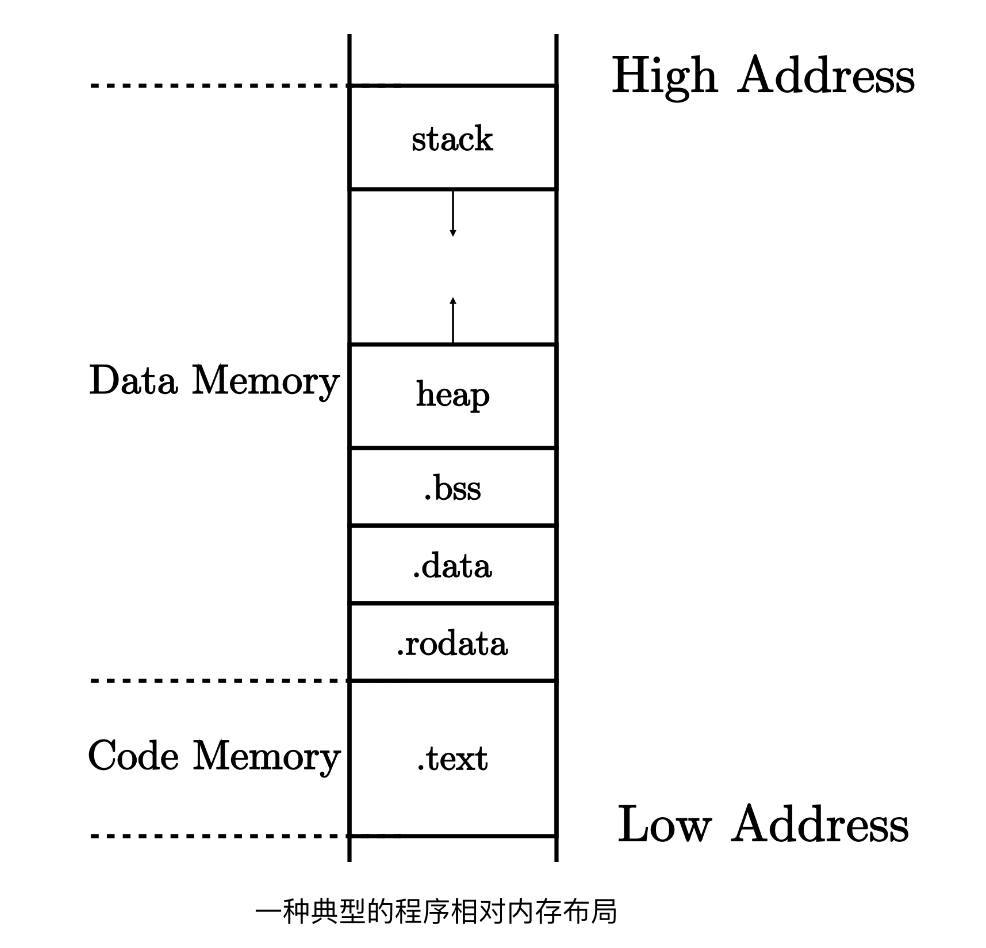 High Address
stack
Data Memory
heap
.bss
.data
.rodata
Code Memory
.text
Low Address
一种典型的程序相对内存布局